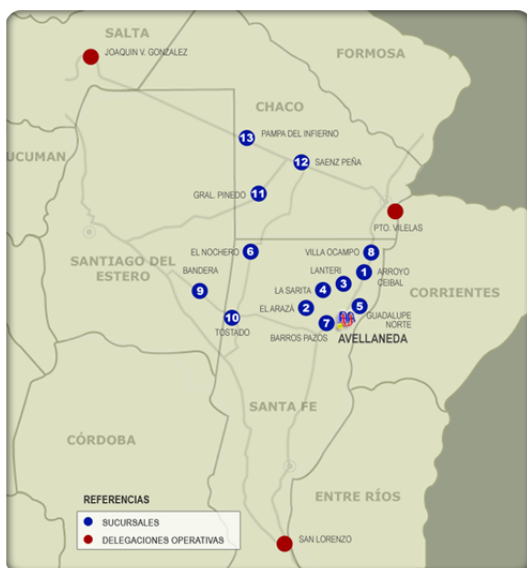 SALTA
JOAQUIN V. GONZALEZ
FORMOSA
CHACO
13
PAMPA DEL INFIERNO
UCUMAN
12
SAENZ PEÑA
GRAL. PINEDO
11
PTO. VILELAS
EL NOCHERO
6
VILLA OCAMPO
8
SANTIAGO DEL
ESTERO
BANDERA
LANTERI
1
ARROYO
CEIBAL
9
LA SARITA
4
3
CORRIENTES
EL ARAZÁ
2
5
GUADALUPE
NORTE
10
TOSTADO
7
BARROS PAZOS
AVELLANEDA
SANTA FE
CÓRDOBA
ENTRE RÍOS
REFERENCIAS
SUCURSALES
DELEGACIONES OPERATIVAS
SAN LORENZO